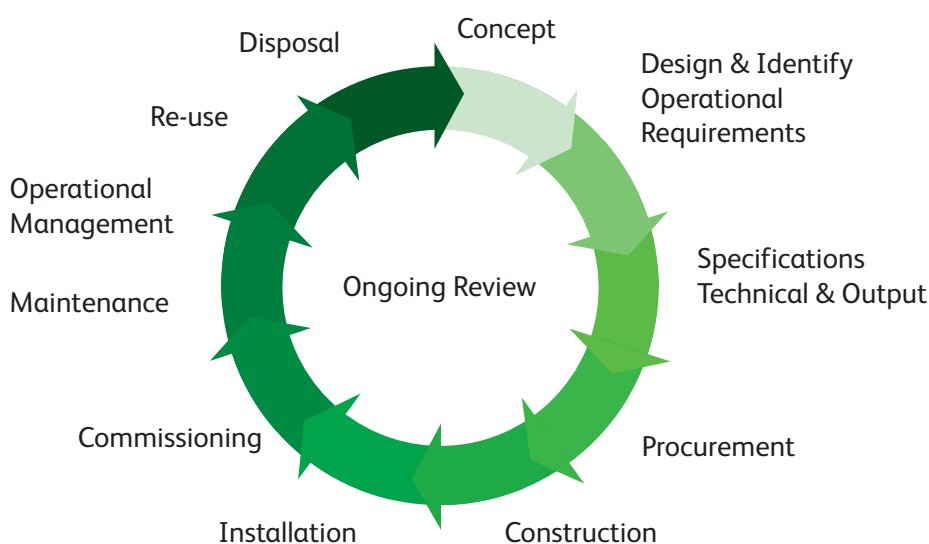 Concept
Design & Identify
Operational
Requirements
Specifications
Technical & Output
Procurement
Construction
Installation
Commissioning
Maintenance
Operational
Management
Re-use
Disposal
Ongoing Review